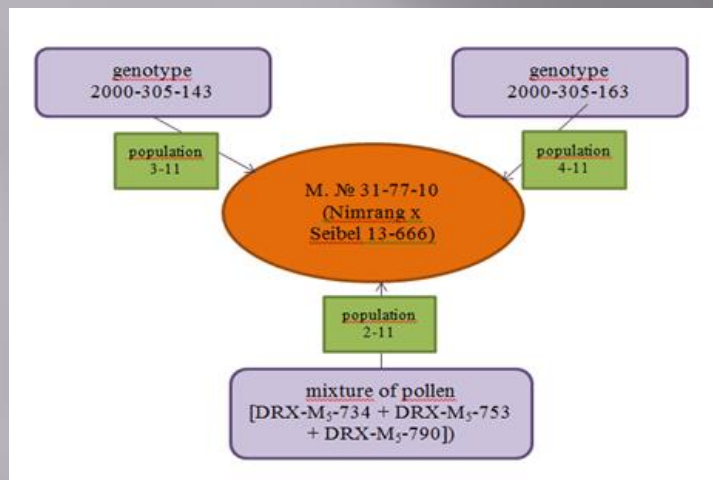 genotype
2000-305-143
genotype
2000-305-163
population
3-11
population
4-11
M. № 31-77-10
(Nimrang x
Seibel 13-666)
population
2-11
mixture of pollen
[DRX-M₅-734 + DRX-M₅-753
+ DRX-M₅-790])